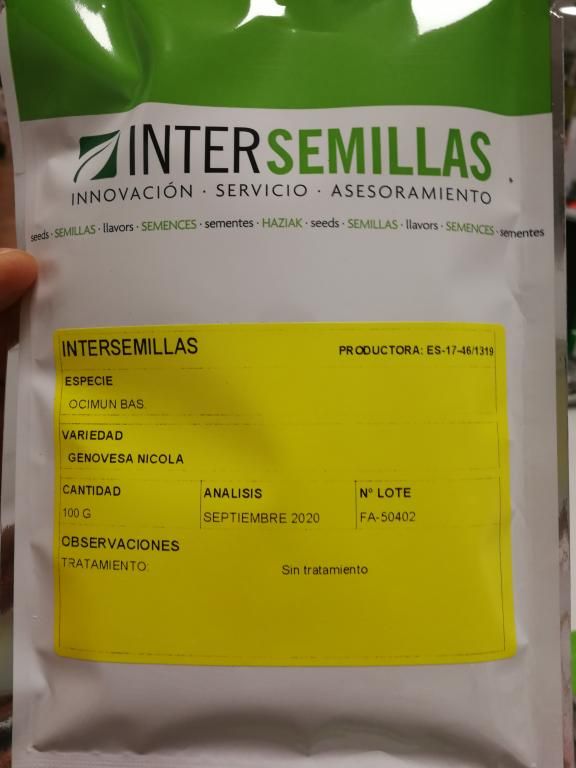 INTERSEMILLAS
INNOVACIÓN · SERVICIO · ASESORAMIENTO
seeds · SEMILLAS · llavors · SEMENCES · sementes · HAZIAK · seeds · SEMILLAS · llavors · SEMENCES · sementes
INTERSEMILLAS PRODUCTORA: ES-17-46/1319
ESPECIE
OCIMUN BAS.
VARIEDAD
GENOVESA NICOLA
CANTIDAD ANALISIS Nº LOTE
100 G SEPTIEMBRE 2020 FA-50402
OBSERVACIONES
TRATAMIENTO: Sin tratamiento